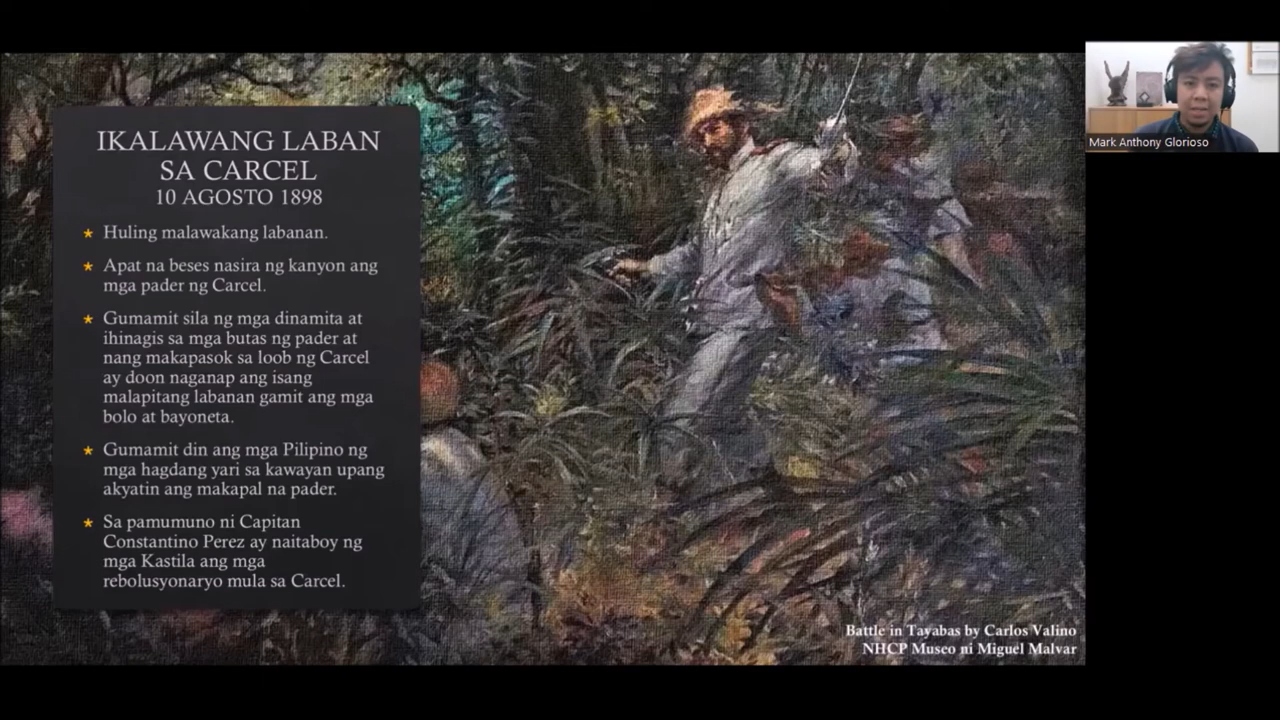 IKALAWANG LABAN
SA CARCEL
10 AGOSTO 1898
★ Huling malawakang labanan.
★ Apat na beses nasira ng kanyon ang
mga pader ng Carcel.
★ Gumamit sila ng mga dinamita at
ihinagis sa mga butas ng pader at
nang makapasok sa loob ng Carcel
ay doon naganap ang isang
malapitang labanan gamit ang mga
bolo at bayoneta.
★ Gumamit din ang mga Pilipino ng
mga hagdang yari sa kawayan upang
akyatin ang makapal na pader.
★ Sa pamumuno ni Capitan
Constantino Perez ay naitaboy ng
mga Kastila ang mga
rebolusyonaryo mula sa Carcel.
Battle in Tayabas by Carlos Valino
NHCP Museo ni Miguel Malvar
Mark Anthony Glorioso